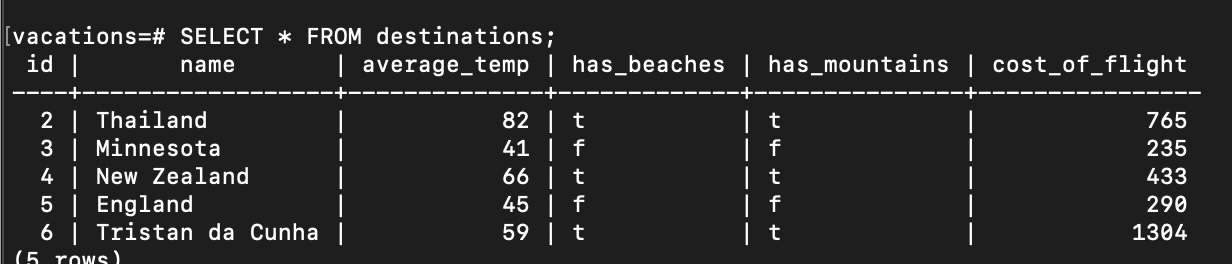 [vacations=# SELECT * FROM destinations;
 id |       name        | average_temp | has_beaches | has_mountains | cost_of_flight
----+-------------------+--------------+-------------+---------------+----------------
  2 | Thailand          |           82 | t           | t             |            765
  3 | Minnesota         |           41 | f           | f             |            235
  4 | New Zealand       |           66 | t           | t             |            433
  5 | England           |           45 | f           | f             |            290
  6 | Tristan da Cunha  |           59 | t           | t             |           1304
(5 rows)